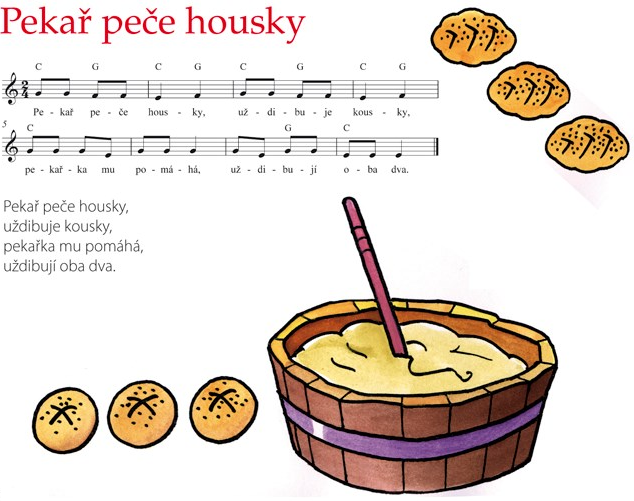 Pekař peče housky
C G C G C G C G
2 4
Pe - kař pe - če hous - ky, už - di - bu - je kous - ky,
5
C G C
pe - kař - ka mu po - má - há, už - di - bu - jí o - ba dva.
Pekař peče housky,
uždibuje kousky,
pekařka mu pomáhá,
uždibují oba dva.